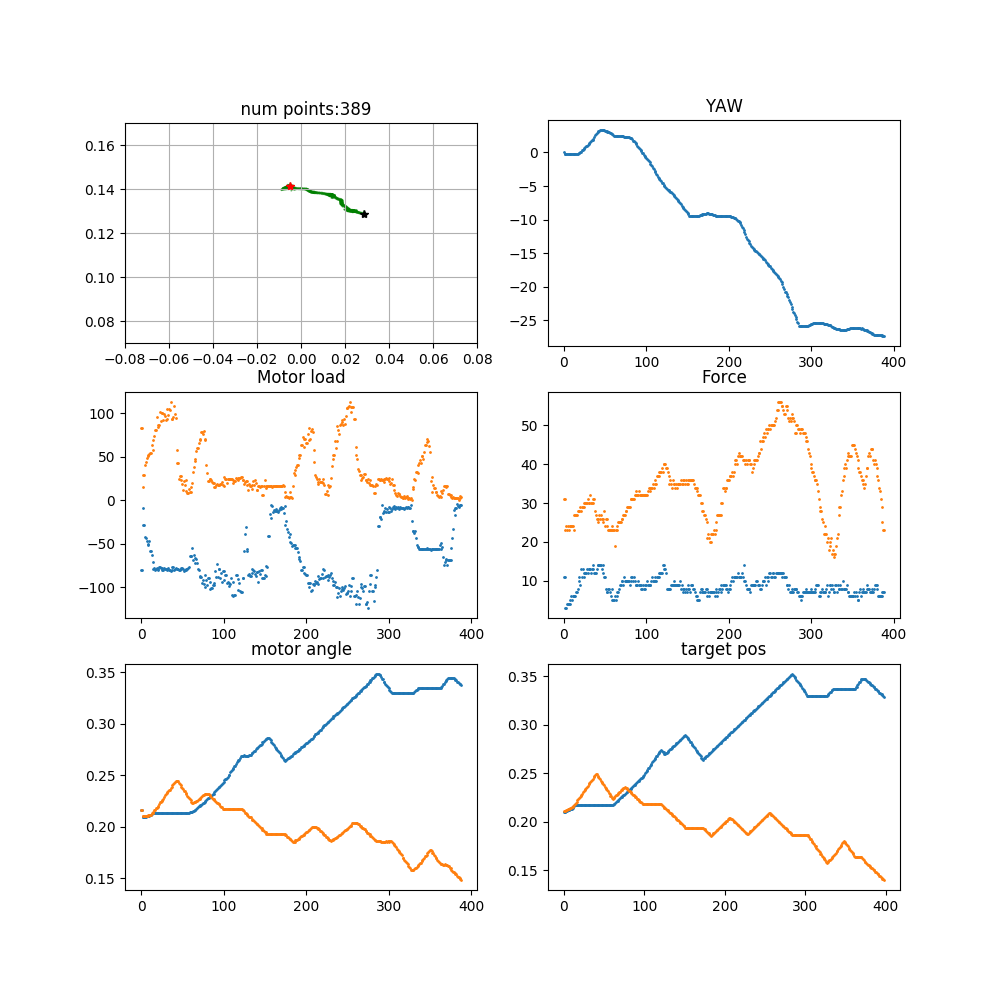 num points:389
YAW
0.16
0.14
0.12
0.10
0.08
−0.08 −0.06 −0.04 −0.02 0.00 0.02 0.04 0.06 0.08
0
−5
−10
−15
−20
−25
0 100 200 300 400
Motor load
Force
100
50
0
−50
−100
0 100 200 300 400
50
40
30
20
10
0 100 200 300 400
motor angle
target pos
0.35
0.30
0.25
0.20
0.15
0 100 200 300 400
0.35
0.30
0.25
0.20
0.15
0 100 200 300 400